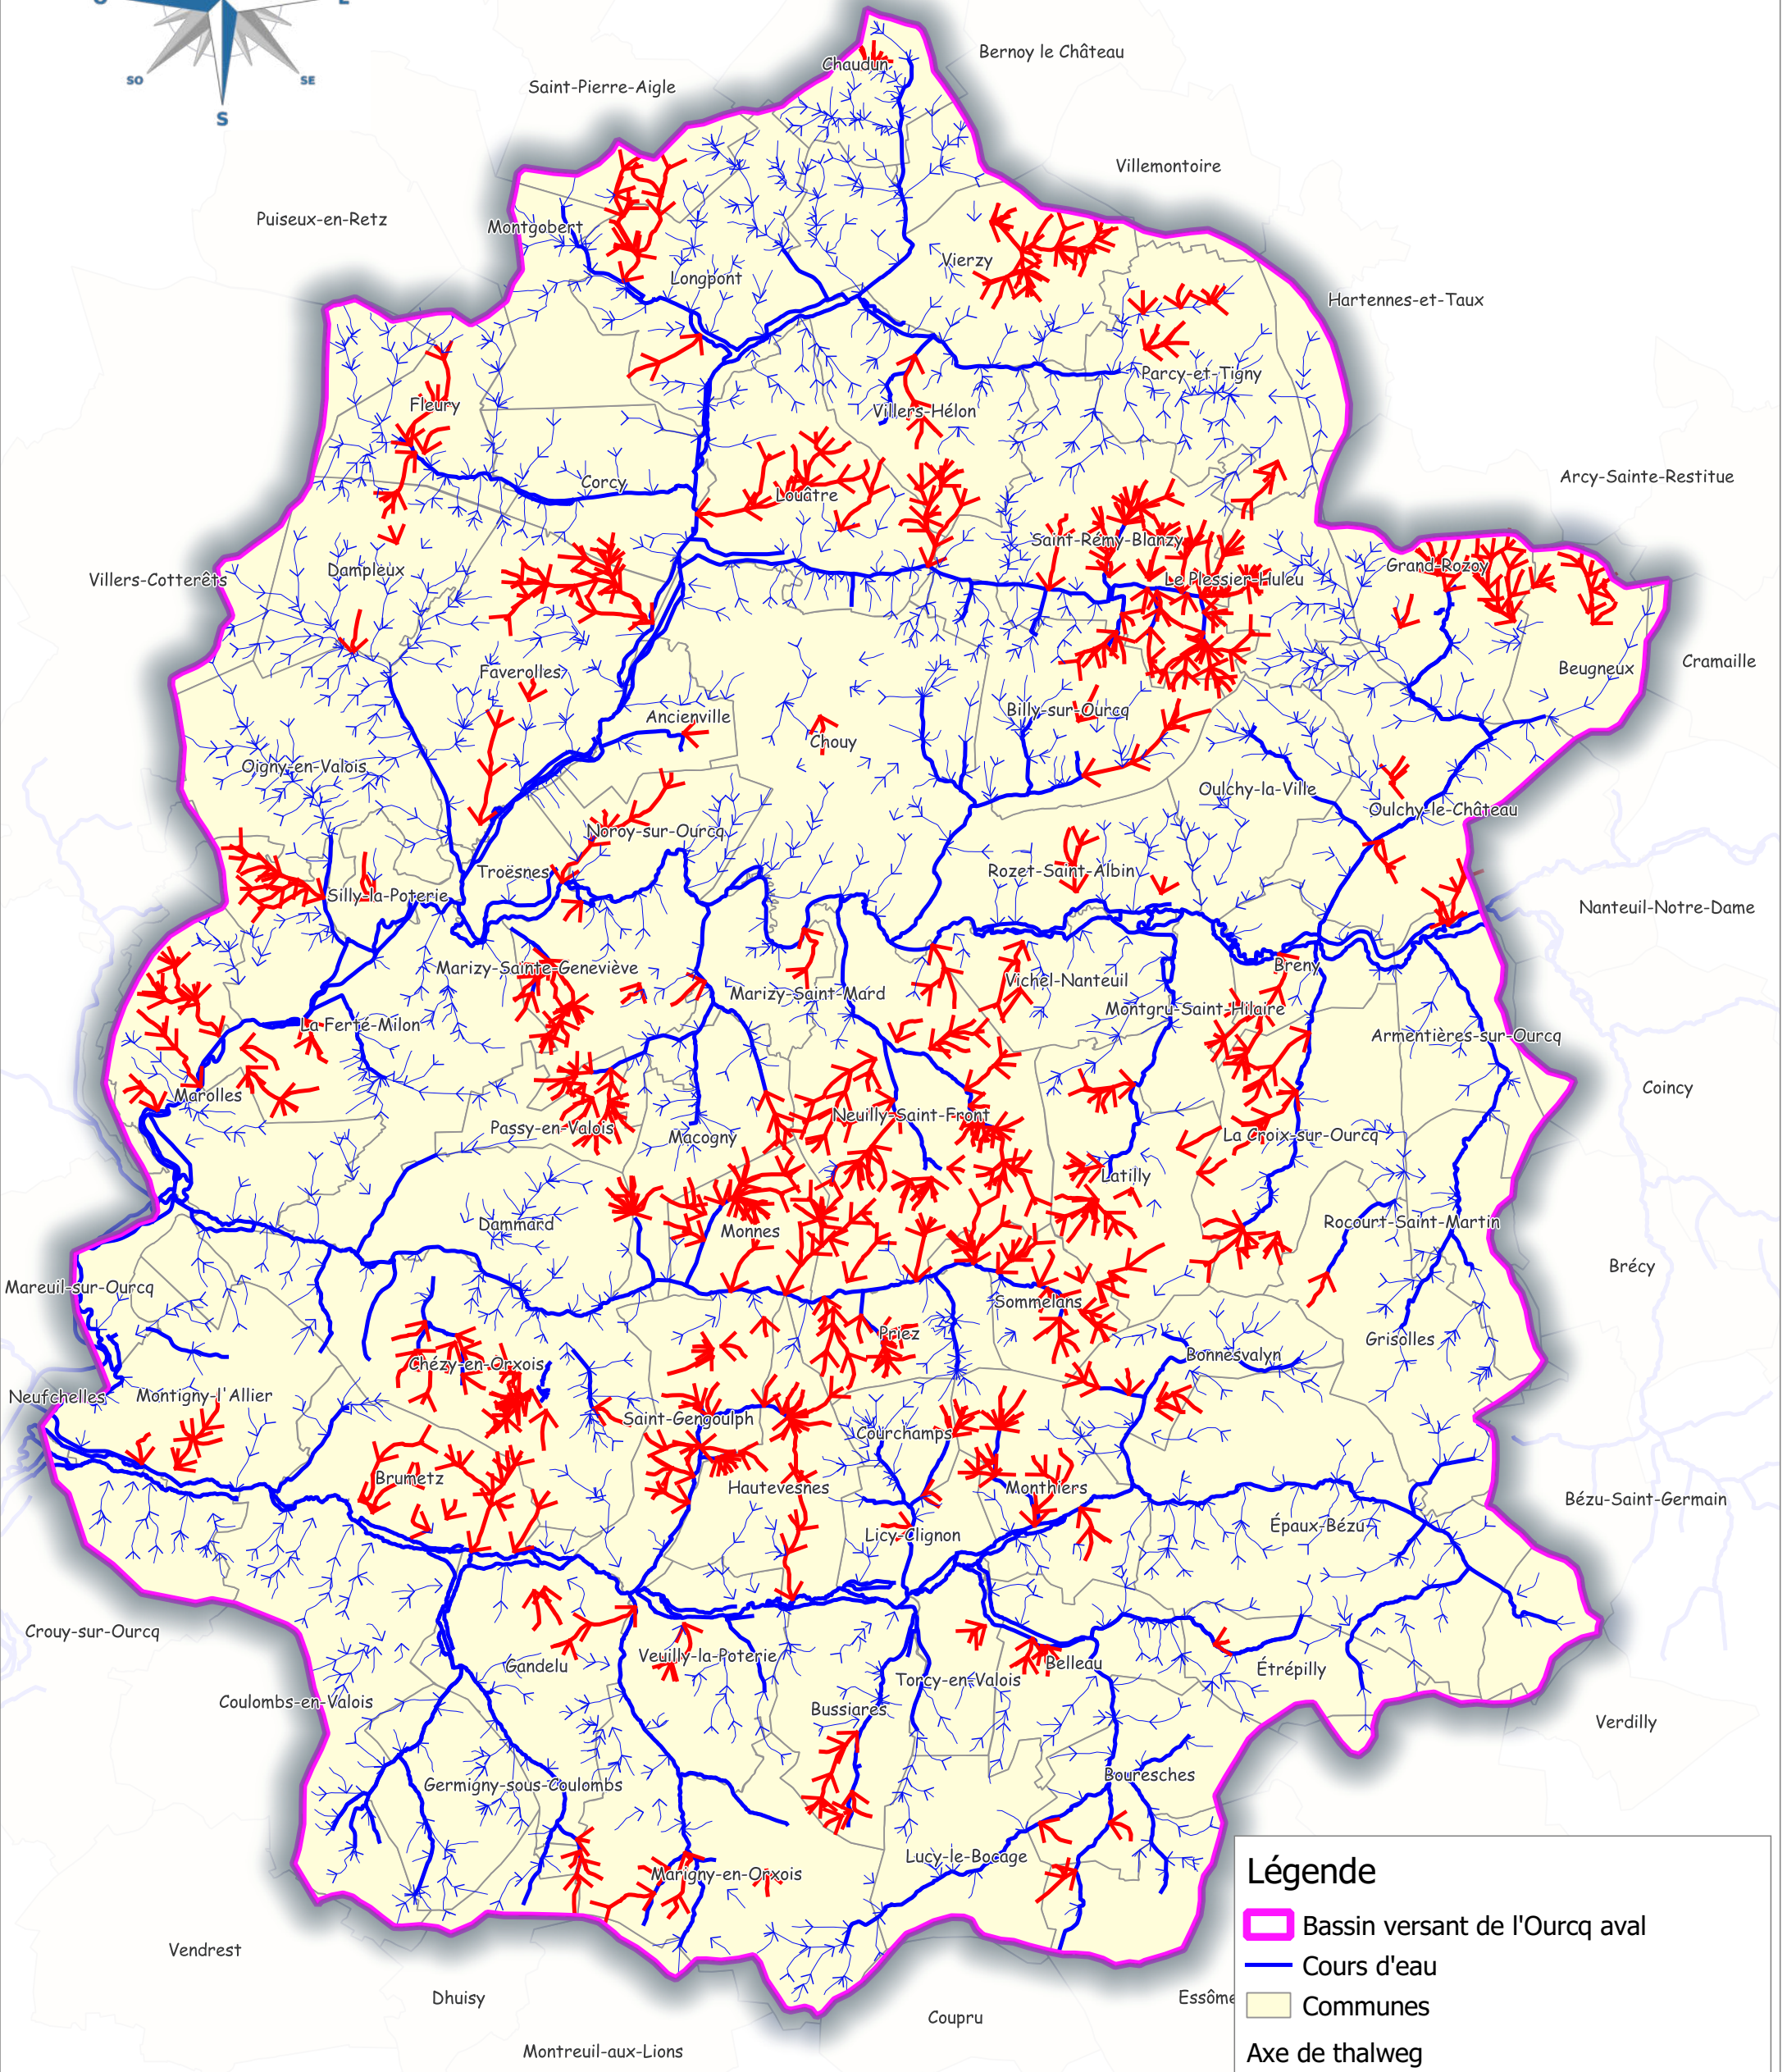 O
E
SO
SE
S
Bernoy le Château
Chaudun
Saint-Pierre-Aigle
Villemontoire
Puiseux-en-Retz
Montgobert
Vierzy
Longpont
Hartennes-et-Taux
Parcy-et-Tigny
Fleury
Villers-Hélon
Arcy-Sainte-Restitue
Corcy
Louâtre
Saint-Rémy-Blanzy
Grand-Rozoy
Dampleux
Villers-Cotterêts
Le Plessier-Huleu
Cramaille
Beugneux
Faverolles
Billy-sur-Ourcq
Ancienville
Chouy
Oigny-en-Valois
Oulchy-la-Ville
Oulchy-le-Château
Noroy-sur-Ourcq
Troësnes
Rozet-Saint-Albin
Silly-la-Poterie
Nanteuil-Notre-Dame
Breny
Marizy-Sainte-Geneviève
Vichel-Nanteuil
Marizy-Saint-Mard
Montgru-Saint-Hilaire
La Ferté-Milon
Armentières-sur-Ourcq
Coincy
Marolles
Neuilly-Saint-Front
Passy-en-Valois
Macogny
La Croix-sur-Ourcq
Latilly
Dammard
Rocourt-Saint-Martin
Monnes
Brécy
Mareuil-sur-Ourcq
Sommelans
Priez
Grisolles
Bonnesvalyn
Chézy-en-Orxois
Neufchelles
Montigny-l'Allier
Saint-Gengoulph
Courchamps
Brumetz
Hautevesnes
Monthiers
Bézu-Saint-Germain
Épaux-Bézu
Licy-Clignon
Crouy-sur-Ourcq
Veuilly-la-Poterie
Gandelu
Belleau
Étrépilly
Torcy-en-Valois
Coulombs-en-Valois
Bussiares
Verdilly
Bouresches
Germigny-sous-Coulombs
Lucy-le-Bocage
Marigny-en-Orxois
Vendrest
Dhuisy
Essôme
Coupru
Montreuil-aux-Lions
Légende
Bassin versant de l'Ourcq aval
Cours d'eau
Communes
Axe de thalweg